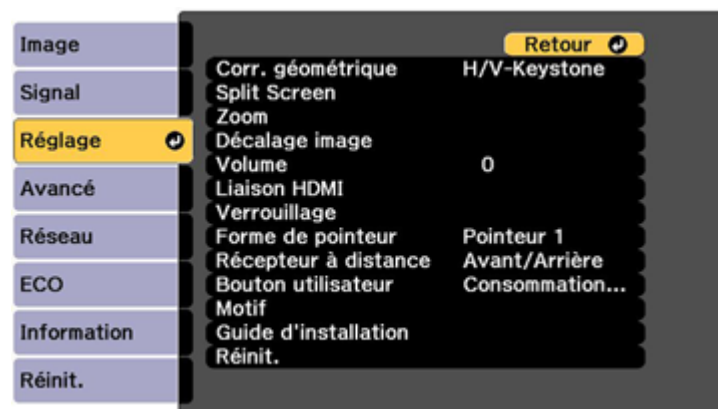 Image
Signal
Réglage
Avancé
Réseau
ECO
Information
Réinit.
Retour
Corr. géométrique H/V-Keystone
Split Screen
Zoom
Décalage image
Volume 0
Liaison HDMI
Verrouillage
Forme de pointeur Pointeur 1
Récepteur à distance Avant/Arrière
Bouton utilisateur Consommation...
Motif
Guide d'installation
Réinit.